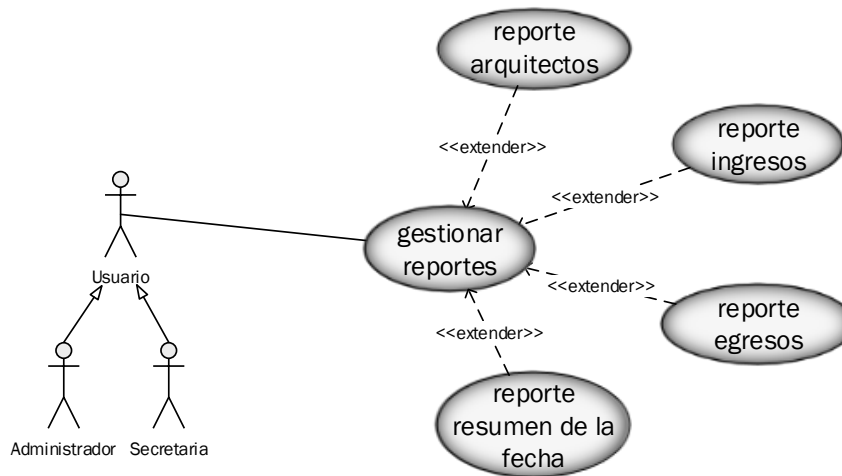 reporte
arquitectos
<<extender>>
reporte
ingresos
<<extender>>
gestionar
reportes
Usuario
<<extender>>
reporte
egresos
<<extender>>
reporte
resumen de la
fecha
Administrador
Secretaria